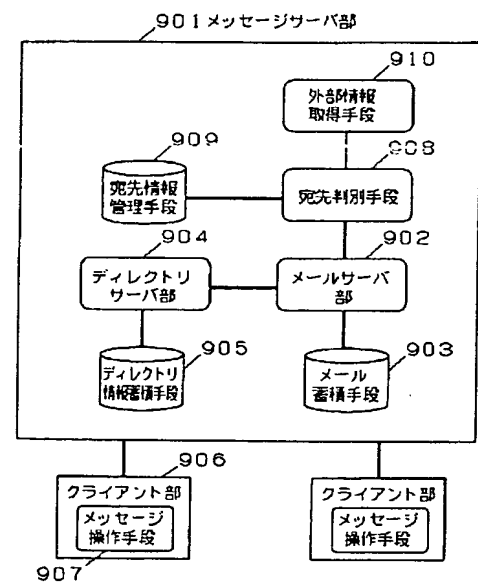 901 メッセージサーバ部
910
外部情報
取得手段
909
908
宛先情報
管理手段
宛先判別手段
904
902
ディレクトリ
サーバ部
メールサーバ
部
905
903
ディレクトリ
情報蓄積手段
メール
蓄積手段
906
クライアント部
メッセージ
操作手段
907
クライアント部
メッセージ
操作手段